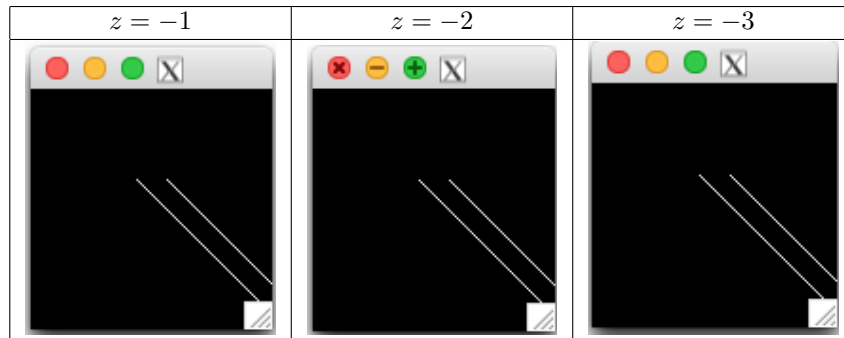 z = −1
z = −2
z = −3
X
X
X